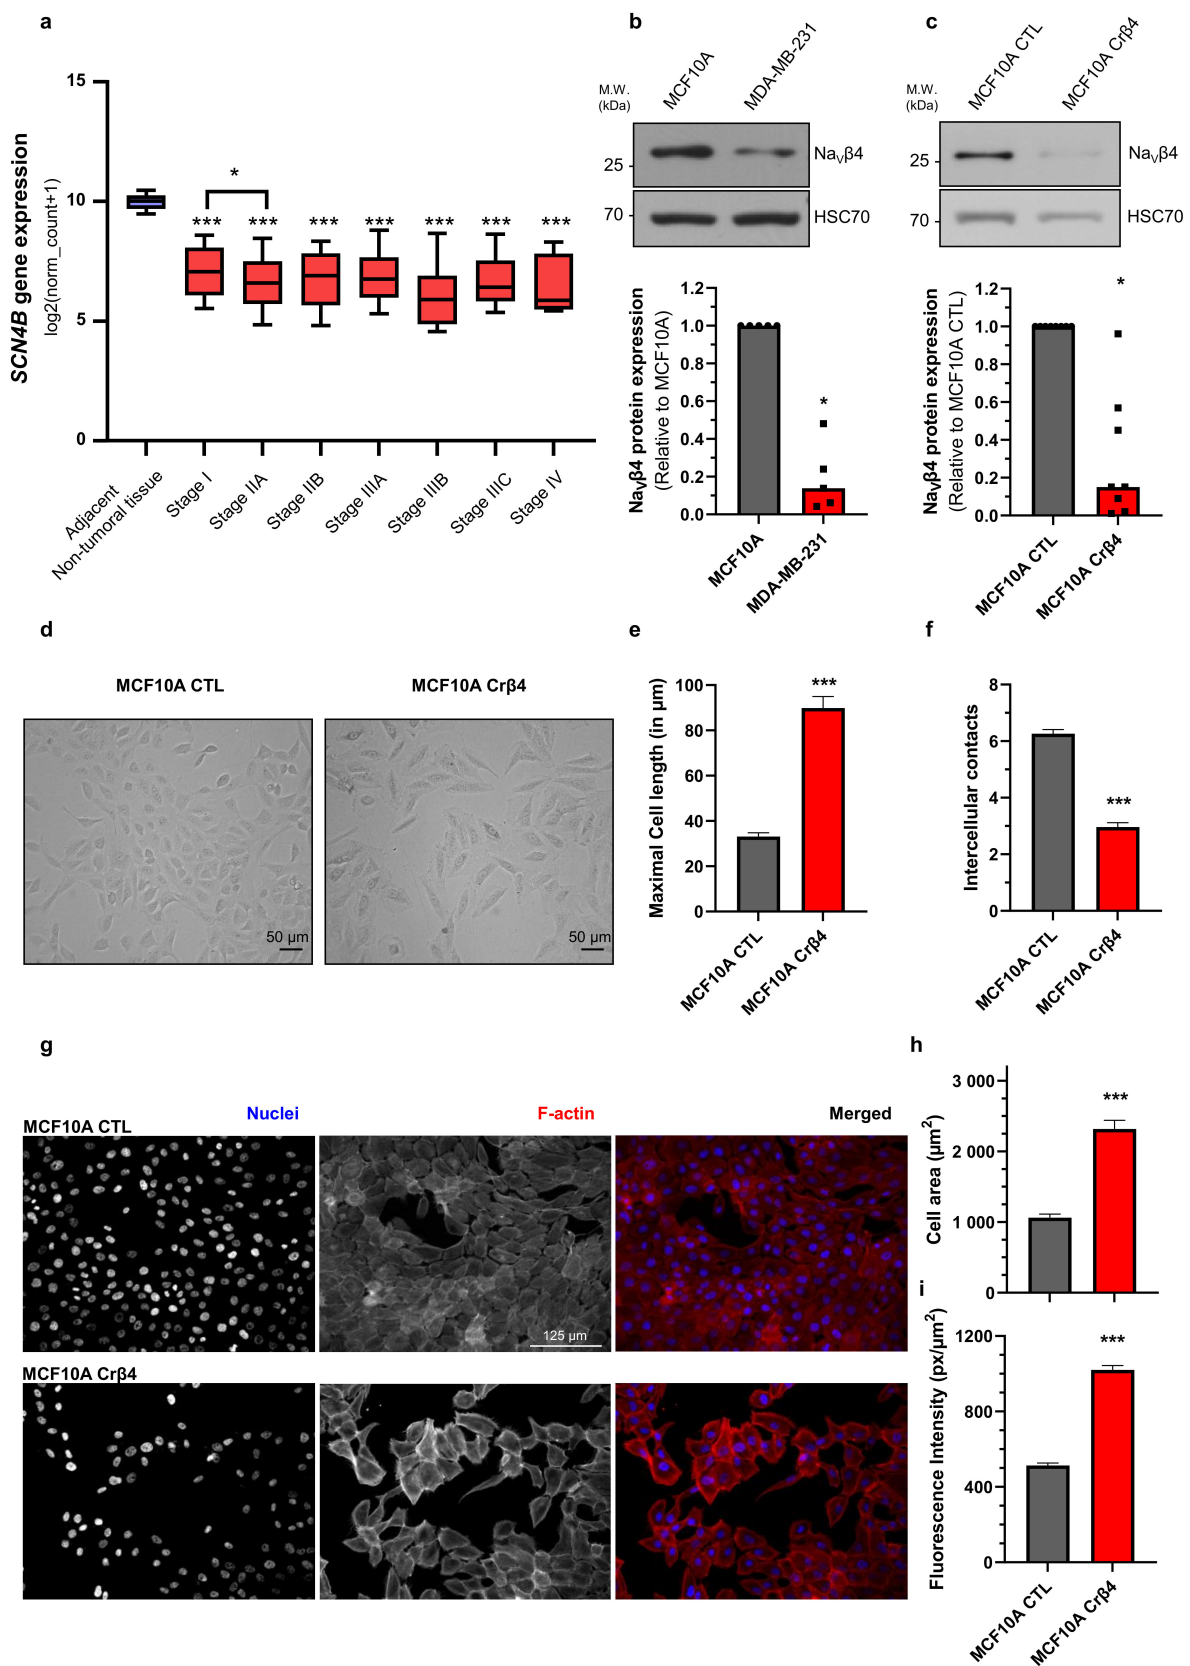 a
15
10
5
0
SCN4B gene expression
log2(norm_count+1)
*
*** *** *** *** *** *** ***
Adjacent
Non-tumoral tissue
Stage I
Stage IIA
Stage IIB
Stage IIIA
Stage IIIB
Stage IIIC
Stage IV
b
M.W.
(kDa)
MCF10A
MDA-MB-231
25
NaVβ4
70
HSC70
NaVβ4 protein expression
(Relative to MCF10A)
1.2
1.0
0.8
0.6
0.4
0.2
0.0
*
MCF10A
MDA-MB-231
c
M.W.
(kDa)
MCF10A CTL
MCF10A Crβ4
25
NaVβ4
70
HSC70
NaVβ4 protein expression
(Relative to MCF10A CTL)
1.2
1.0
0.8
0.6
0.4
0.2
0.0
*
MCF10A CTL
MCF10A Crβ4
d
MCF10A CTL
MCF10A Crβ4
50 µm
50 µm
e
Maximal Cell length (in µm)
100
80
60
40
20
0
***
MCF10A CTL
MCF10A Crβ4
f
Intercellular contacts
8
6
4
2
0
***
MCF10A CTL
MCF10A Crβ4
g
Nuclei
F-actin
Merged
MCF10A CTL
125 µm
MCF10A Crβ4
h
Cell area (µm²)
3 000
2 000
1 000
0
***
i
Fluorescence Intensity (px/µm²)
1200
800
400
0
***
MCF10A CTL
MCF10A Crβ4